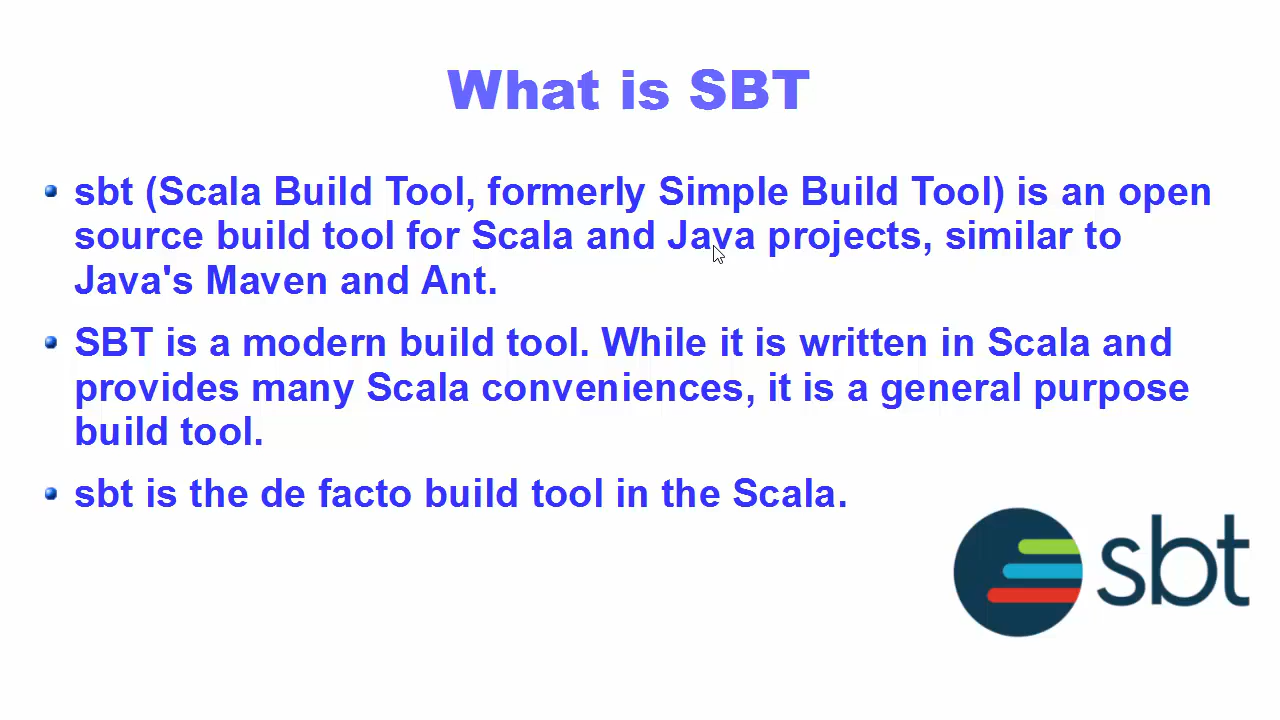 What is SBT
sbt (Scala Build Tool, formerly Simple Build Tool) is an open
source build tool for Scala and Java projects, similar to
Java's Maven and Ant.
SBT is a modern build tool. While it is written in Scala and
provides many Scala conveniences, it is a general purpose
build tool.
sbt is the de facto build tool in the Scala.
sbt